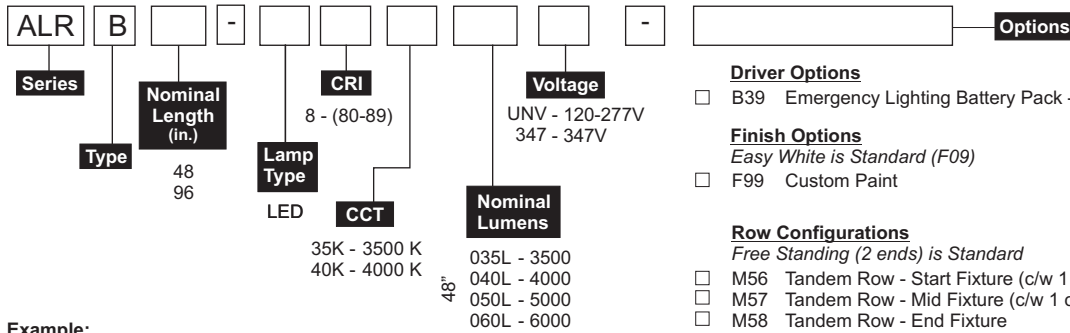 ALR B - -
Options
Series
Type
Nominal
Length
(in.)
48
96
Lamp
Type
LED
CRI
8 - (80-89)
CCT
35K - 3500 K
40K - 4000 K
Nominal
Lumens
48"
035L - 3500
040L - 4000
050L - 5000
060L - 6000
Voltage
UNV - 120-277V
347 - 347V
Example:
Driver Options
B39 Emergency Lighting Battery Pack -
Finish Options
Easy White is Standard (F09)
F99 Custom Paint
Row Configurations
Free Standing (2 ends) is Standard
M56 Tandem Row - Start Fixture (c/w 1
M57 Tandem Row - Mid Fixture (c/w 1
M58 Tandem Row - End Fixture